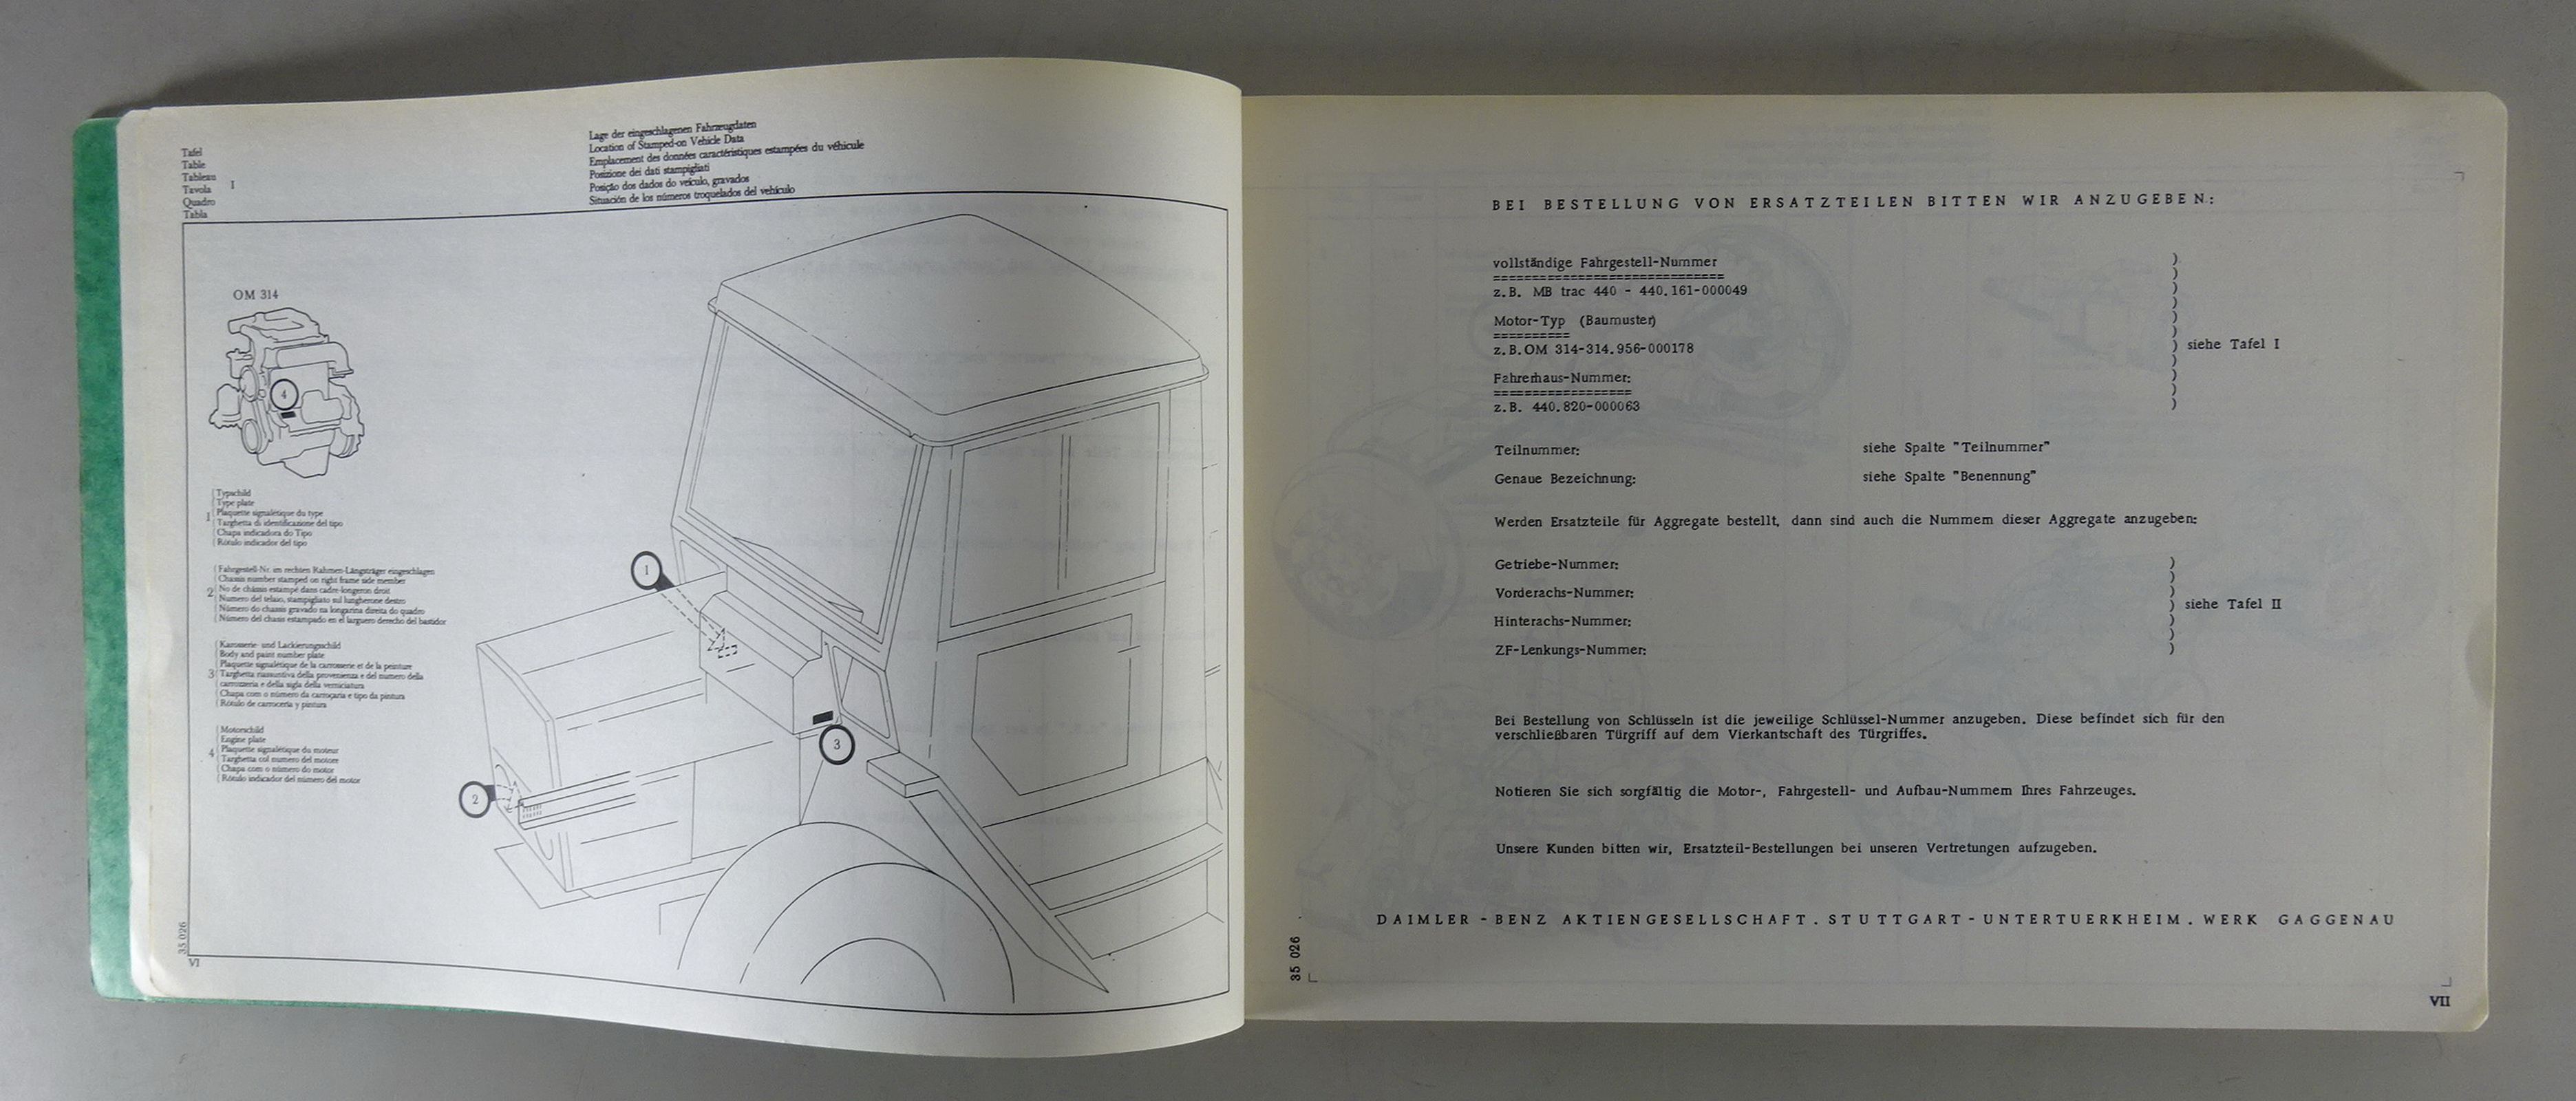 Tafel
Table
Tableau
Tavola
Quadro
Tabla
I
Lage der eingeschlagenen Fahrzeugdaten
Location of Stamped-on Vehicle Data
Emplacement des données caractéristiques estampées du véhicule
Posizione dei dati stampigliati
Posição dos dados do veículo, gravados
Situación de los números troquelados del vehículo
OM 314
4
1
Typschild
Type plate
Plaquette signalétique du type
Targhetta di identificazione del tipo
Chapa indicadora do Tipo
Rótulo indicador del tipo
2
Fahrgestell-Nr. im rechten Rahmen-Längsträger eingeschlagen
Chassis number stamped on right frame side member
No de châssis estampé dans cadre-longeron droit
Numero del telaio, stampigliato sul lungherone destro
Número do chassis gravado na longarina direita do quadro
Número del chasis estampado en el larguero derecho del bastidor
3
Karosserie- und Lackierungsschild
Body and paint number plate
Plaquette signalétique de la carrosserie et de la peinture
Targhetta riassuntiva della provenienza e del numero della
carrozzeria e della sigla della verniciatura
Chapa com o número da carroçaria e tipo da pintura
Rótulo de carrocería y pintura
4
Motorschild
Engine plate
Plaquette signalétique du moteur
Targhetta col numero del motore
Chapa com o número do motor
Rótulo indicador del número del motor
1
2
3
35 026
VI
BEI BESTELLUNG VON ERSATZTEILEN BITTEN WIR ANZUGEBEN:
vollständige Fahrgestell-Nummer
z.B. MB trac 440 - 440.161-000049
Motor-Typ (Baumuster)
z.B.OM 314-314.956-000178
siehe Tafel I
Fahrerhaus-Nummer:
z.B. 440.820-000063
Teilnummer: siehe Spalte "Teilnummer"
Genaue Bezeichnung: siehe Spalte "Benennung"
Werden Ersatzteile für Aggregate bestellt, dann sind auch die Nummern dieser Aggregate anzugeben:
Getriebe-Nummer:
Vorderachs-Nummer:
siehe Tafel II
Hinterachs-Nummer:
ZF-Lenkungs-Nummer:
Bei Bestellung von Schlüsseln ist die jeweilige Schlüssel-Nummer anzugeben. Diese befindet sich für den
verschließbaren Türgriff auf dem Vierkantschaft des Türgriffes.
Notieren Sie sich sorgfältig die Motor-, Fahrgestell- und Aufbau-Nummern Ihres Fahrzeuges.
Unsere Kunden bitten wir, Ersatzteil-Bestellungen bei unseren Vertretungen aufzugeben.
DAIMLER-BENZ AKTIENGESELLSCHAFT. STUTTGART-UNTERTUERKHEIM. WERK GAGGENAU
35 026
VII